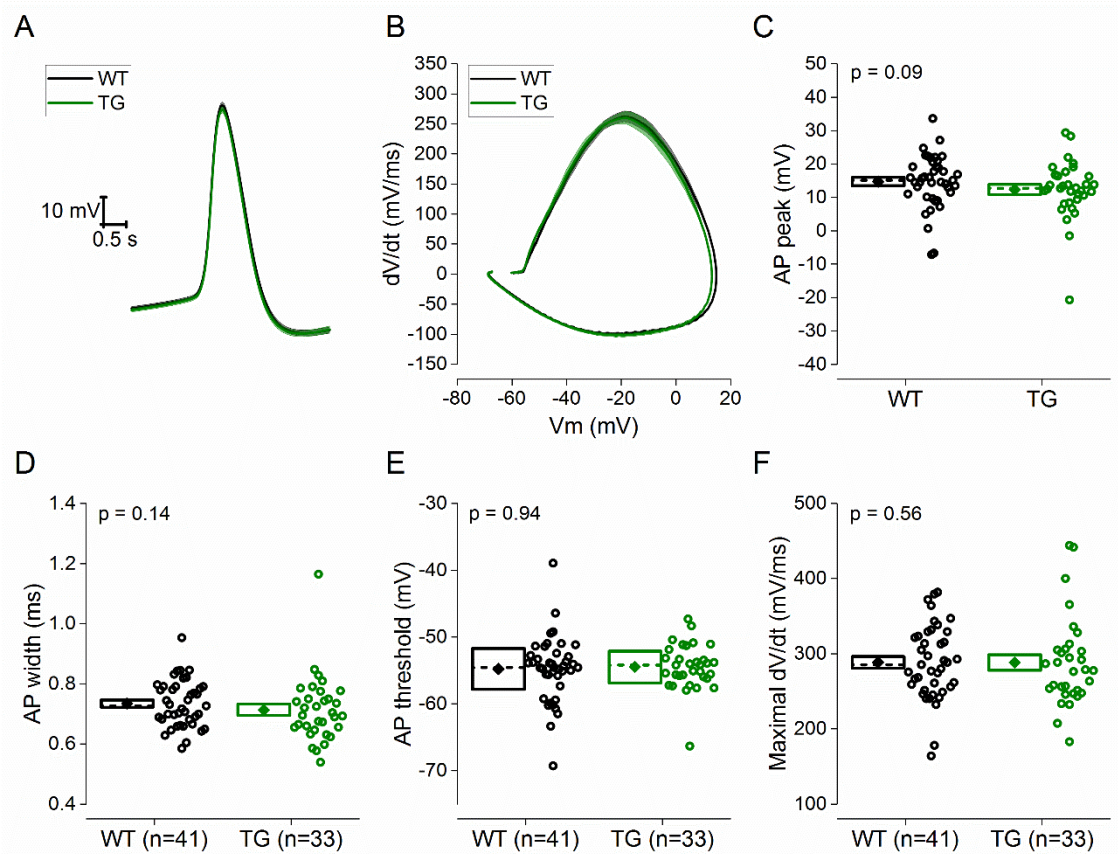 A
WT
TG
10 mV
0.5 s
B
WT
TG
dV/dt (mV/ms)
350
300
250
200
150
100
50
0
-50
-100
-150
-80 -60 -40 -20 0 20
Vm (mV)
C
p = 0.09
AP peak (mV)
50
40
30
20
10
0
-10
-20
-30
-40
WT TG
D
p = 0.14
AP width (ms)
1.4
1.2
1.0
0.8
0.6
0.4
WT (n=41) TG (n=33)
E
p = 0.94
AP threshold (mV)
-30
-40
-50
-60
-70
WT (n=41) TG (n=33)
F
p = 0.56
Maximal dV/dt (mV/ms)
500
400
300
200
100
WT (n=41) TG (n=33)